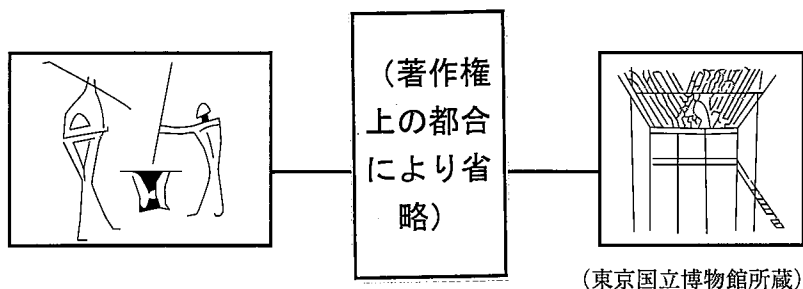 （著作権
上の都合
により省
略）
（東京国立博物館所蔵）